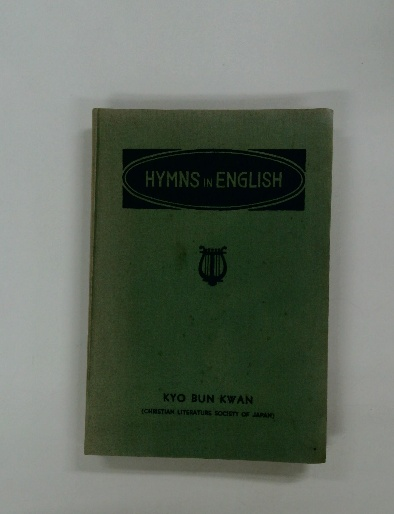 HYMNS IN ENGLISH
KYO BUN KWAN
(CHRISTIAN LITERATURE SOCIETY OF JAPAN)